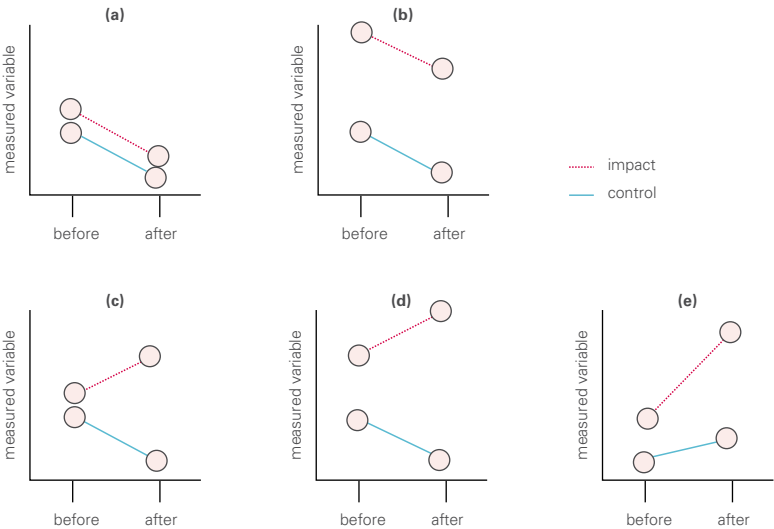 (a)
measured variable
before after
(b)
measured variable
before after
impact
control
(c)
measured variable
before after
(d)
measured variable
before after
(e)
measured variable
before after